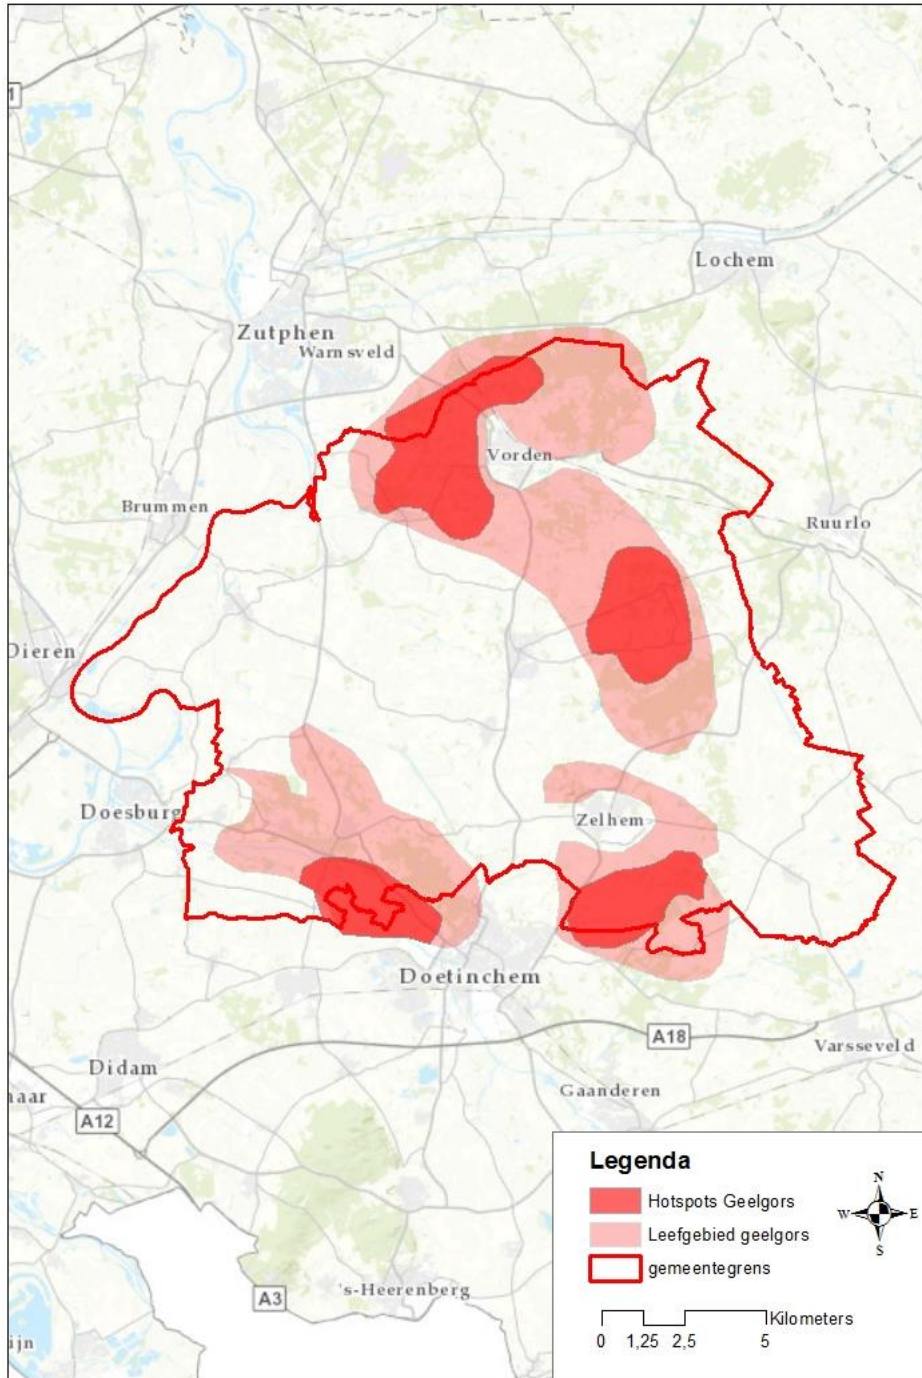 1
Lochem
Zutphen
Warnsveld
Vorden
Brummen
Ruurlo
Dieren
Doesburg
Zelhem
Doetinchem
A18
Varsseveld
Didam
Gaanderen
naar
A12
A3
's-Heerenberg
ijn
Legenda
Hotspots Geelgors
Leefgebied geelgors
gemeentegrens
N
W E
S
Kilometers
0 1,25 2,5 5